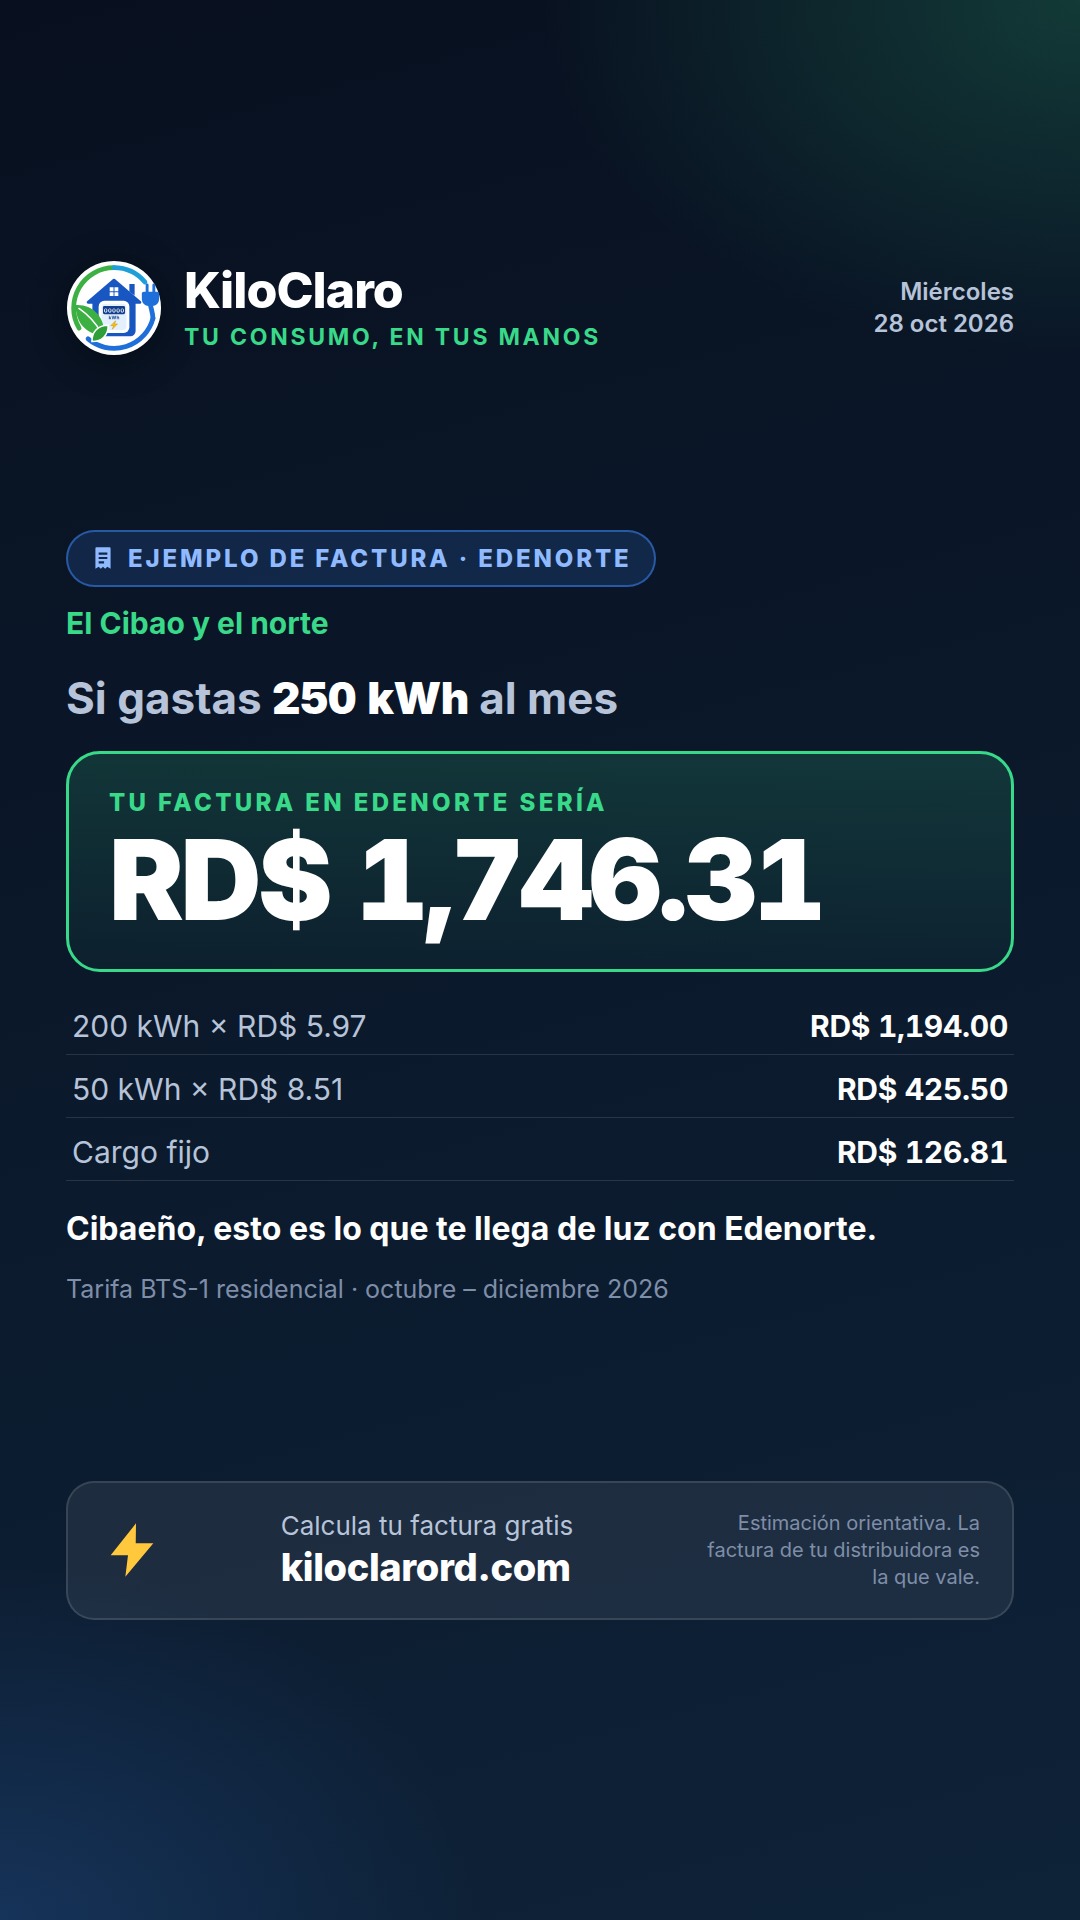 KiloClaro
TU CONSUMO, EN TUS MANOS
Miércoles
28 oct 2026
EJEMPLO DE FACTURA · EDENORTE
El Cibao y el norte
Si gastas 250 kWh al mes
TU FACTURA EN EDENORTE SERÍA
RD$ 1,746.31
200 kWh × RD$ 5.97 RD$ 1,194.00
50 kWh × RD$ 8.51 RD$ 425.50
Cargo fijo RD$ 126.81
Cibaeño, esto es lo que te llega de luz con Edenorte.
Tarifa BTS-1 residencial · octubre – diciembre 2026
Calcula tu factura gratis
kiloclarord.com
Estimación orientativa. La
factura de tu distribuidora es
la que vale.